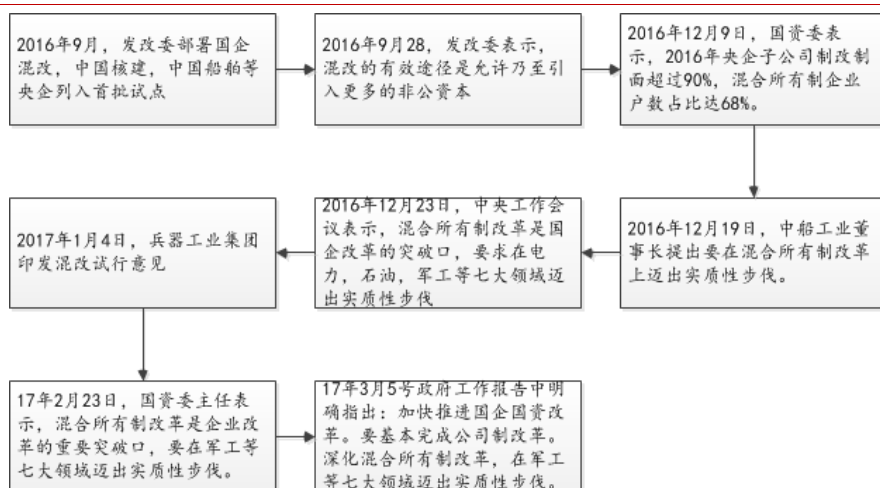 2016年9月，发改委部署国企
混改，中国核建，中国船舶等
央企列入首批试点
2016年9月28，发改委表示，
混改的有效途径是允许乃至引
入更多的非公资本
2016年12月9日，国资委表
示，2016年央企子公司制改制
面超过90%，混合所有制企业
户数占比达68%。
2016年12月19日，中船工业董
事长提出要在混合所有制改革
上迈出实质性步伐。
2016年12月23日，中央工作会
议表示，混合所有制改革是国
企改革的突破口，要求在电
力，石油，军工等七大领域迈
出实质性步伐
2017年1月4日，兵器工业集团
印发混改试行意见
17年2月23日，国资委主任表
示，混合所有制改革是企业改
革的重要突破口，要在军工等
七大领域迈出实质性步伐。
17年3月5号政府工作报告中明
确指出：加快推进国企国资改
革。要基本完成公司制改革。
深化混合所有制改革，在军工
等七大领域迈出实质性步伐。